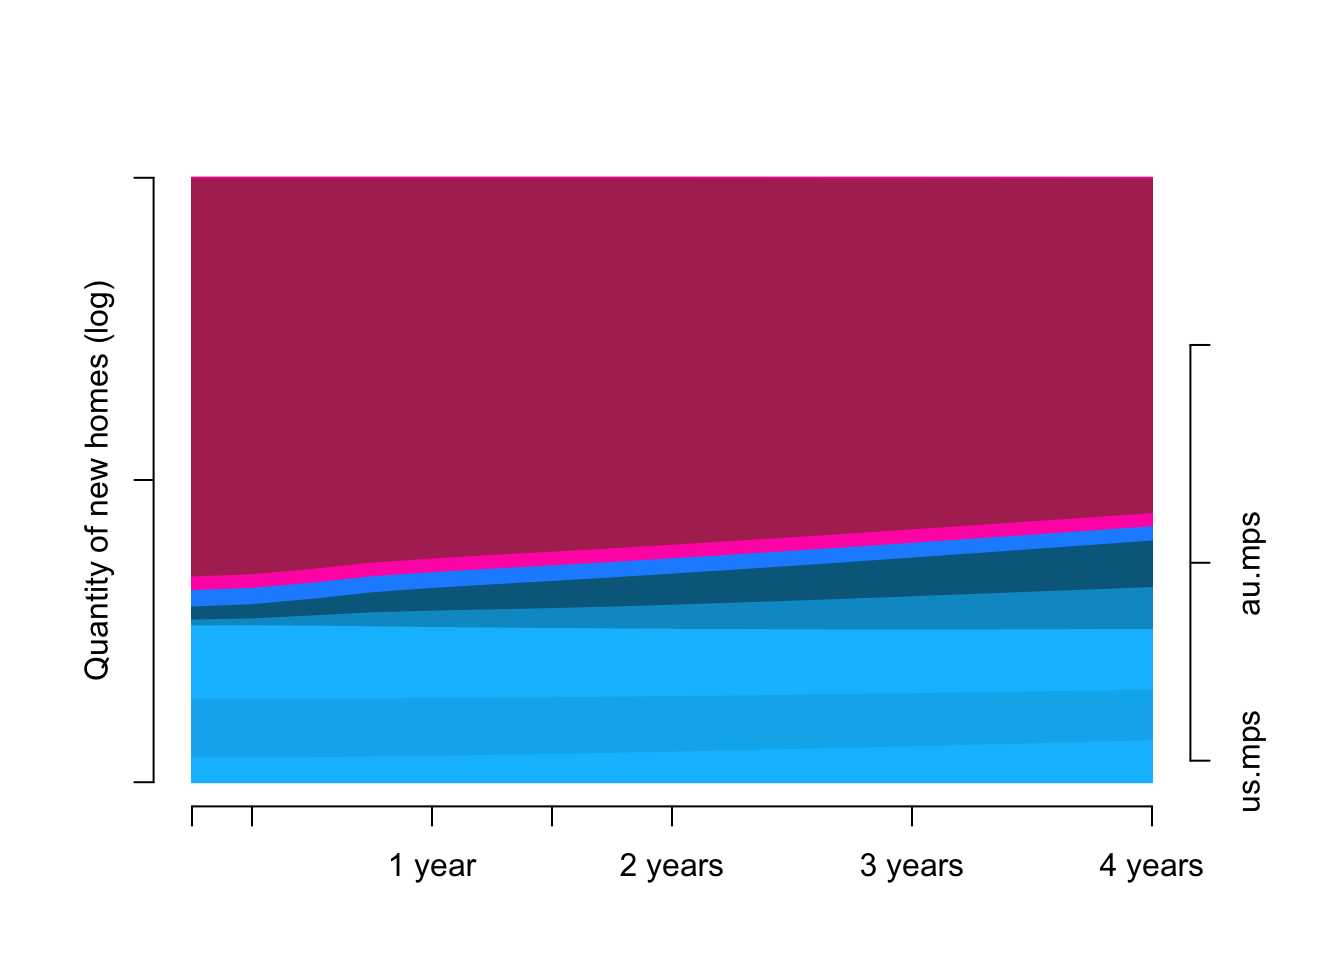 Quantity of new homes (log)
au.mps
us.mps
1 year
2 years
3 years
4 years